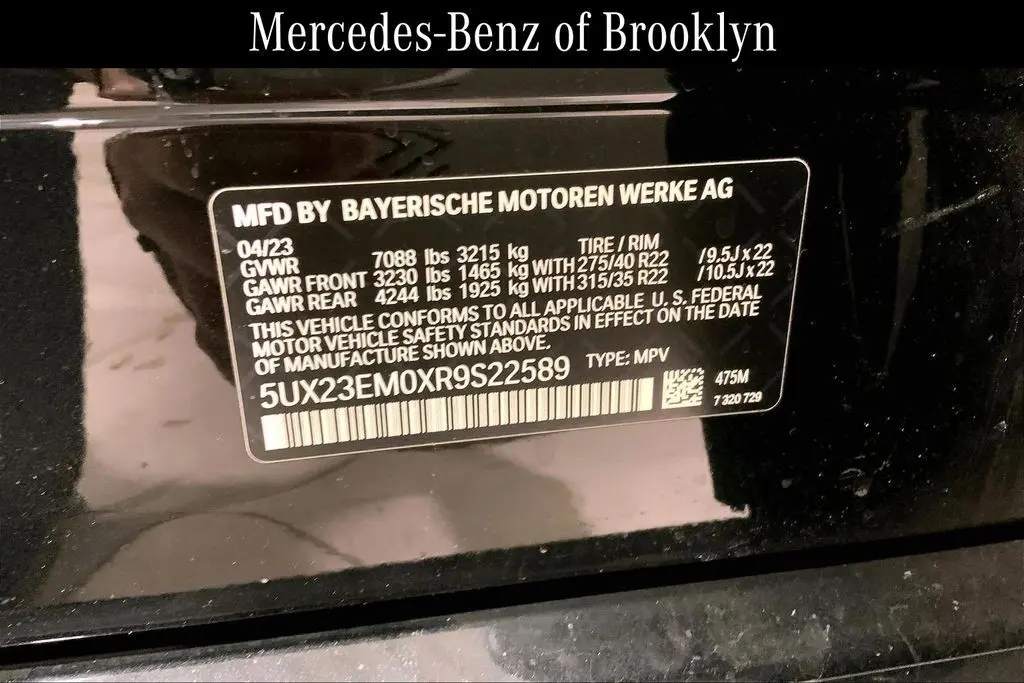 Mercedes-Benz of Brooklyn
MFD BY BAYERISCHE MOTOREN WERKE AG
04/23 TIRE / RIM
GVWR 7088 lbs 3215 kg
GAWR FRONT 3230 lbs 1465 kg WITH 275/40 R22 /9.5J x 22
GAWR REAR 4244 lbs 1925 kg WITH 315/35 R22 /10.5J x 22
THIS VEHICLE CONFORMS TO ALL APPLICABLE U. S. FEDERAL
MOTOR VEHICLE SAFETY STANDARDS IN EFFECT ON THE DATE
OF MANUFACTURE SHOWN ABOVE.
5UX23EM0XR9S22589 TYPE: MPV
475M
7 320 729